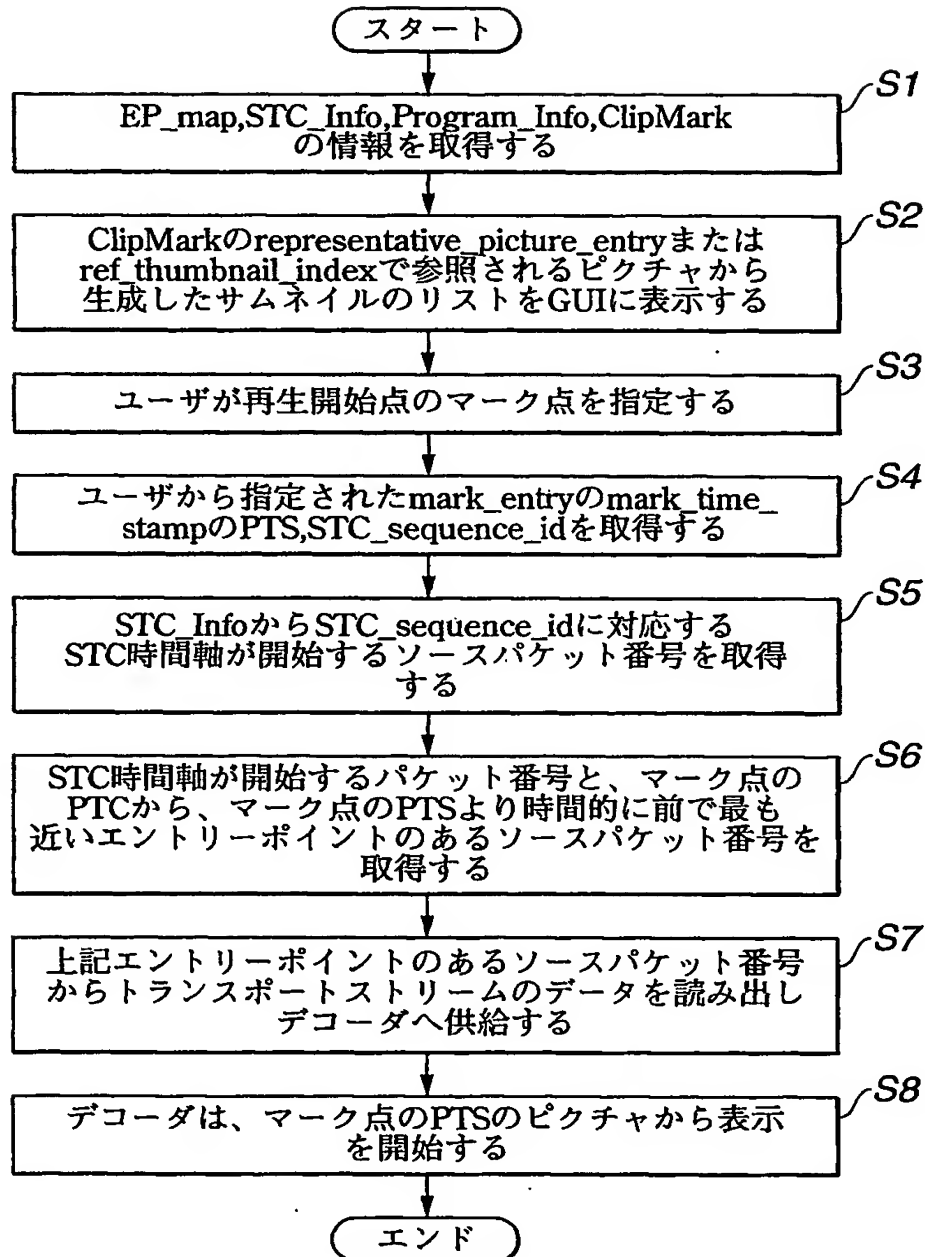 スタート
S1
EP_map,STC_Info,Program_Info,ClipMark
の情報を取得する
S2
ClipMarkのrepresentative_picture_entryまたは
ref_thumbnail_indexで参照されるピクチャから
生成したサムネイルのリストをGUIに表示する
S3
ユーザが再生開始点のマーク点を指定する
S4
ユーザから指定されたmark_entryのmark_time_
stampのPTS,STC_sequence_idを取得する
S5
STC_InfoからSTC_sequence_idに対応する
STC時間軸が開始するソースパケット番号を取得
する
S6
STC時間軸が開始するパケット番号と、マーク点の
PTCから、マーク点のPTSより時間的に前で最も
近いエントリーポイントのあるソースパケット番号を
取得する
S7
上記エントリーポイントのあるソースパケット番号
からトランスポートストリームのデータを読み出し
デコーダへ供給する
S8
デコーダは、マーク点のPTSのピクチャから表示
を開始する
エンド